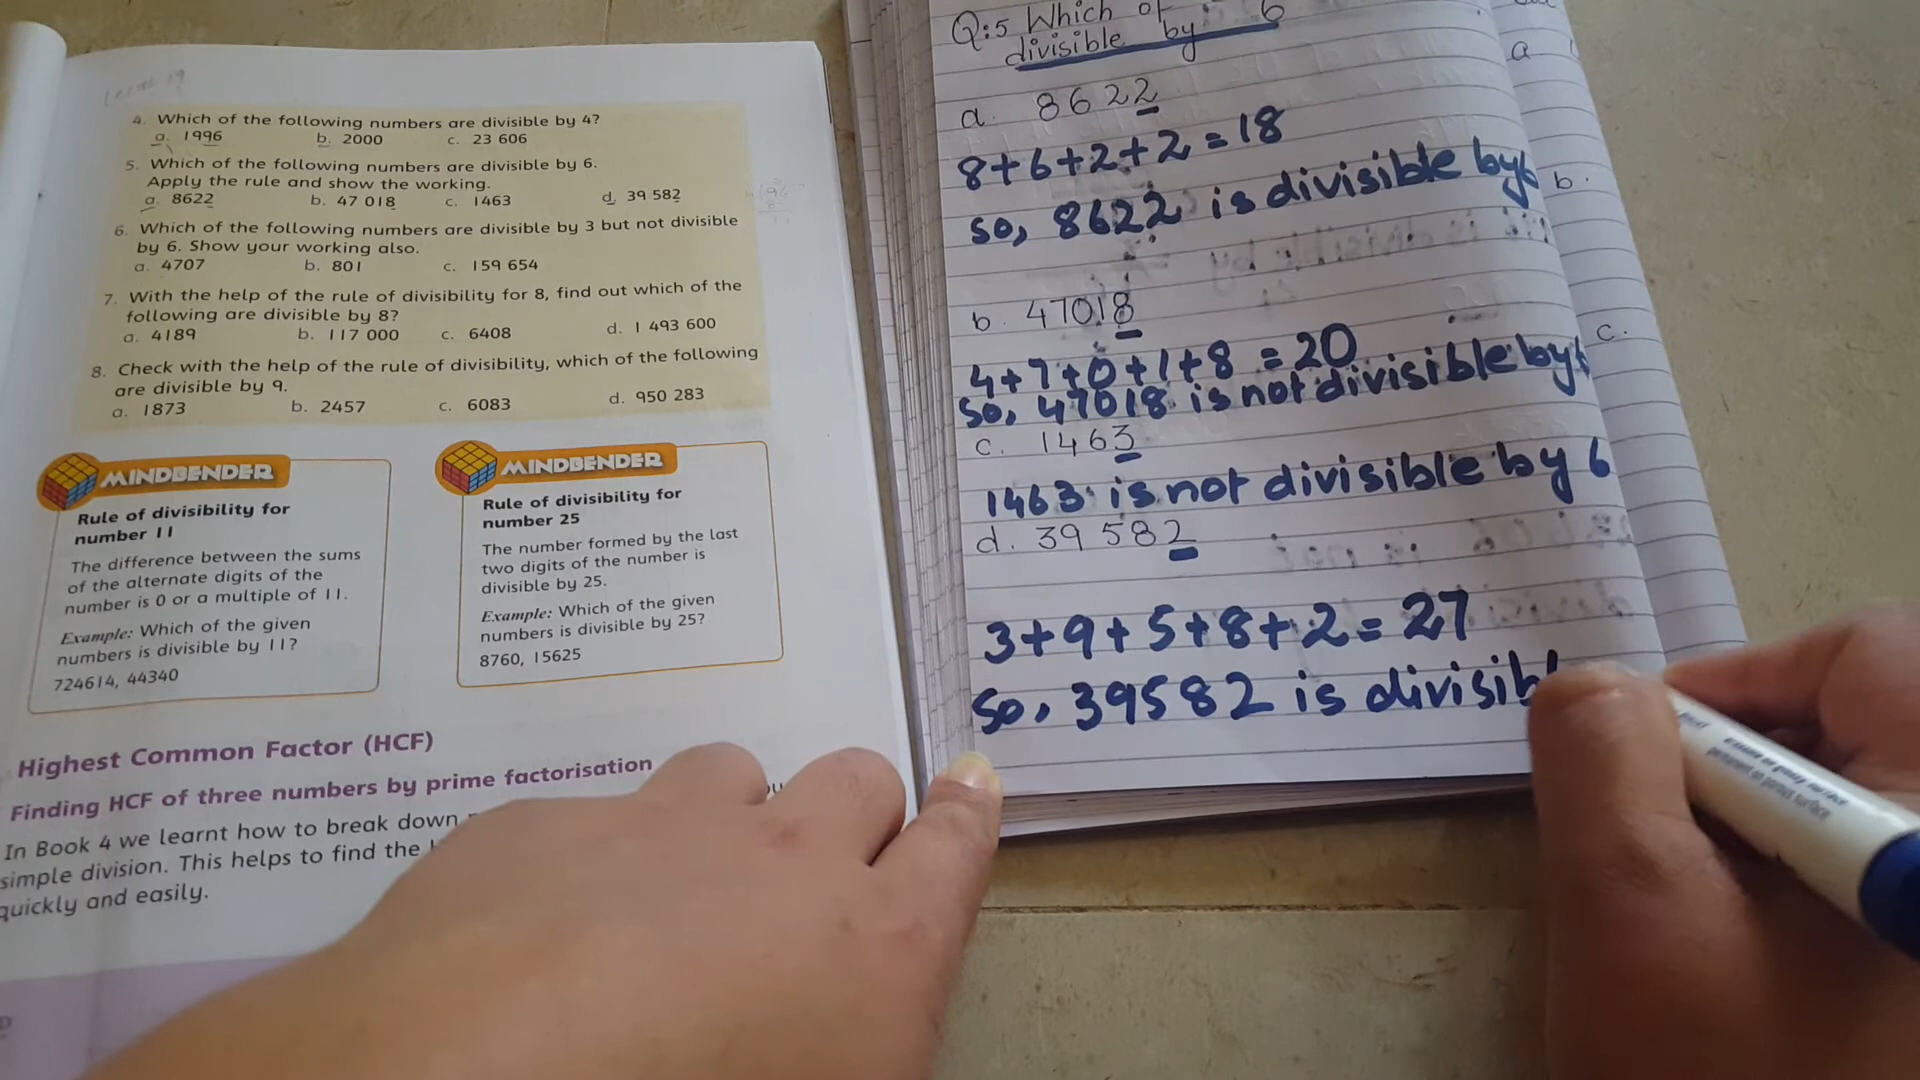 4. Which of the following numbers are divisible by 4?
a. 1996 b. 2000 c. 23 606
5. Which of the following numbers are divisible by 6.
Apply the rule and show the working.
a. 8622 b. 47 018 c. 1463 d. 39 582
6. Which of the following numbers are divisible by 3 but not divisible
by 6. Show your working also.
a. 4707 b. 801 c. 159 654
7. With the help of the rule of divisibility for 8, find out which of the
following are divisible by 8?
a. 4189 b. 117 000 c. 6408 d. 1 493 600
8. Check with the help of the rule of divisibility, which of the following
are divisible by 9.
a. 1873 b. 2457 c. 6083 d. 950 283
MINDBENDER
Rule of divisibility for
number 11
The difference between the sums
of the alternate digits of the
number is 0 or a multiple of 11.
Example: Which of the given
numbers is divisible by 11?
724614, 44340
MINDBENDER
Rule of divisibility for
number 25
The number formed by the last
two digits of the number is
divisible by 25.
Example: Which of the given
numbers is divisible by 25?
8760, 15625
Highest Common Factor (HCF)
Finding HCF of three numbers by prime factorisation
In Book 4 we learnt how to break down
simple division. This helps to find the
quickly and easily.
Q:5 Which of 6
divisible by
a. 8622
8+6+2+2=18
so, 8622 is divisible by 6
b. 47018
4+7+0+1+8 = 20
so, 47018 is not divisible by
c. 1463
1463 is not divisible by 6
d. 39 582
3+9+5+8+2=27
so, 39582 is divisibl
a
b.
c.